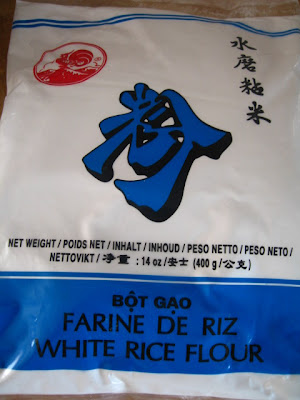 水磨粘米
粉
NET WEIGHT / POIDS NET / INHALT / INHOUD / PESO NETTO / PESO NETO /
NETTOVIKT / 净重 : 14 oz/安士 (400 g/公克)
BỘT GẠO
FARINE DE RIZ
WHITE RICE FLOUR